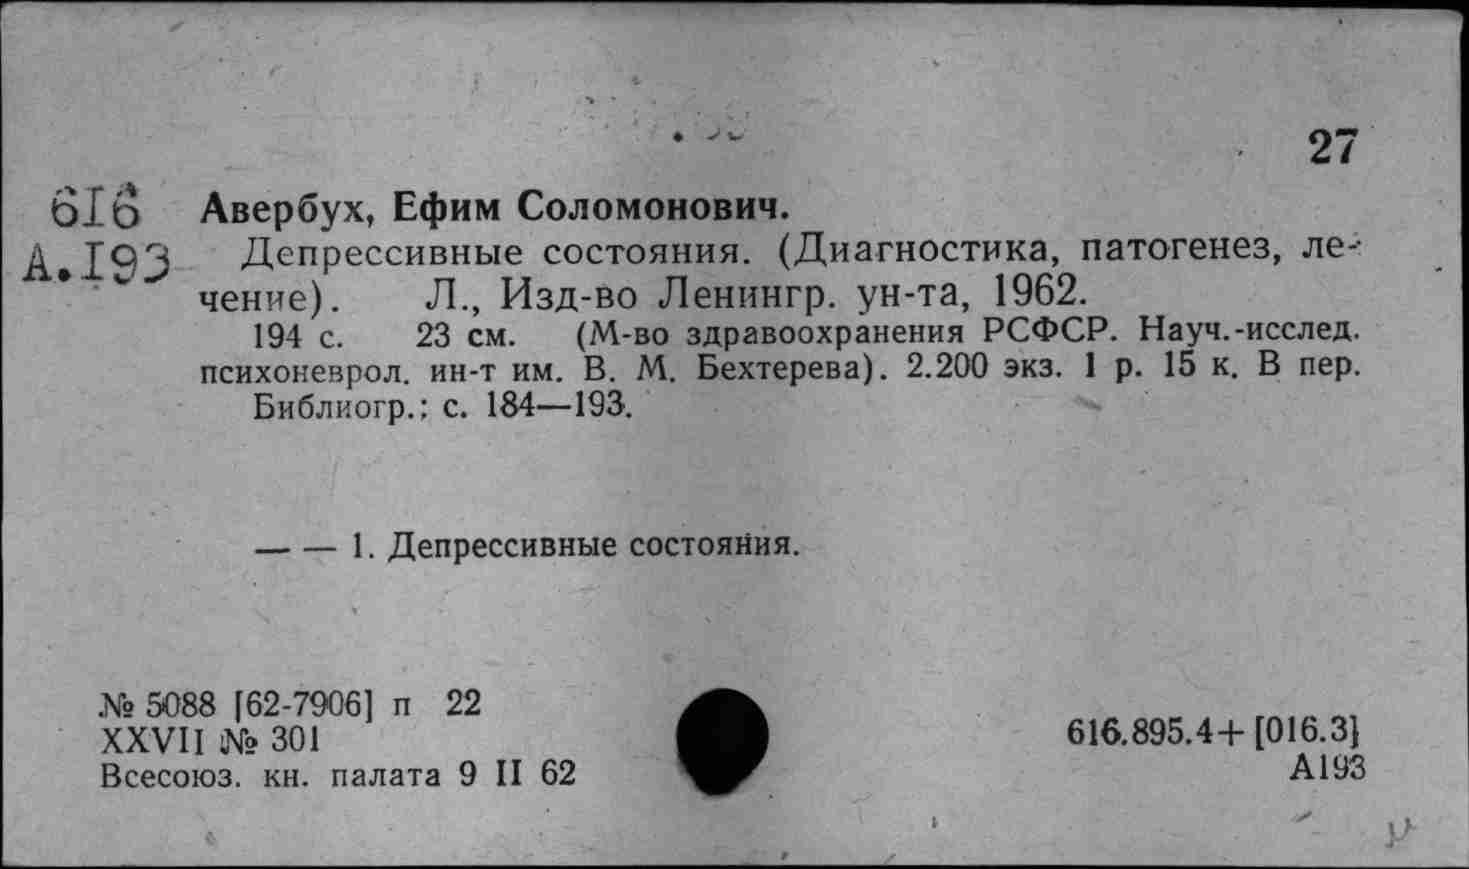 27
616 Авербух, Ефим Соломонович.
А.I93 Депрессивные состояния. (Диагностика, патогенез, ле-
чение). Л., Изд-во Ленингр. ун-та, 1962.
194 с. 23 см. (М-во здравоохранения РСФСР. Науч.-исслед.
психоневрол. ин-т им. В. М. Бехтерева). 2.200 экз. 1 р. 15 к. В пер.
Библиогр.: с. 184—193.
— — 1. Депрессивные состояния.
№ 5088 [62-7906] п 22
XXVII № 301
Всесоюз. кн. палата 9 II 62
616.895.4+[016.3]
А193